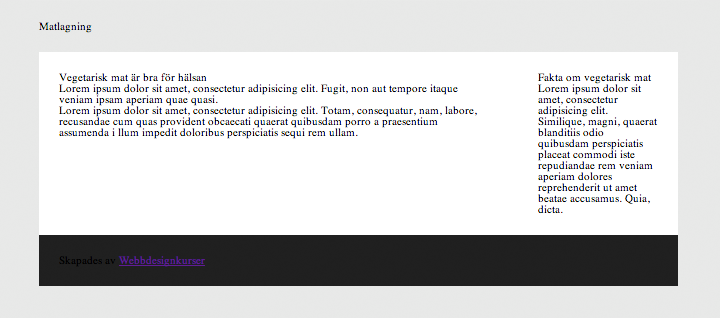 Matlagning
Vegetarisk mat är bra för hälsan
Lorem ipsum dolor sit amet, consectetur adipisicing elit. Fugit, non aut tempore itaque
veniam ipsam aperiam quae quasi.
Lorem ipsum dolor sit amet, consectetur adipisicing elit. Totam, consequatur, nam, labore,
recusandae cum quas provident obcaecati quaerat quibusdam porro a praesentium
assumenda i llum impedit doloribus perspiciatis sequi rem ullam.
Fakta om vegetarisk mat
Lorem ipsum dolor sit
amet, consectetur
adipisicing elit.
Similique, magni, quaerat
blanditiis odio
quibusdam perspiciatis
placeat commodi iste
repudiandae rem veniam
aperiam dolores
reprehenderit ut amet
beatae accusamus. Quia,
dicta.
Skapades av Webbdesignkurser